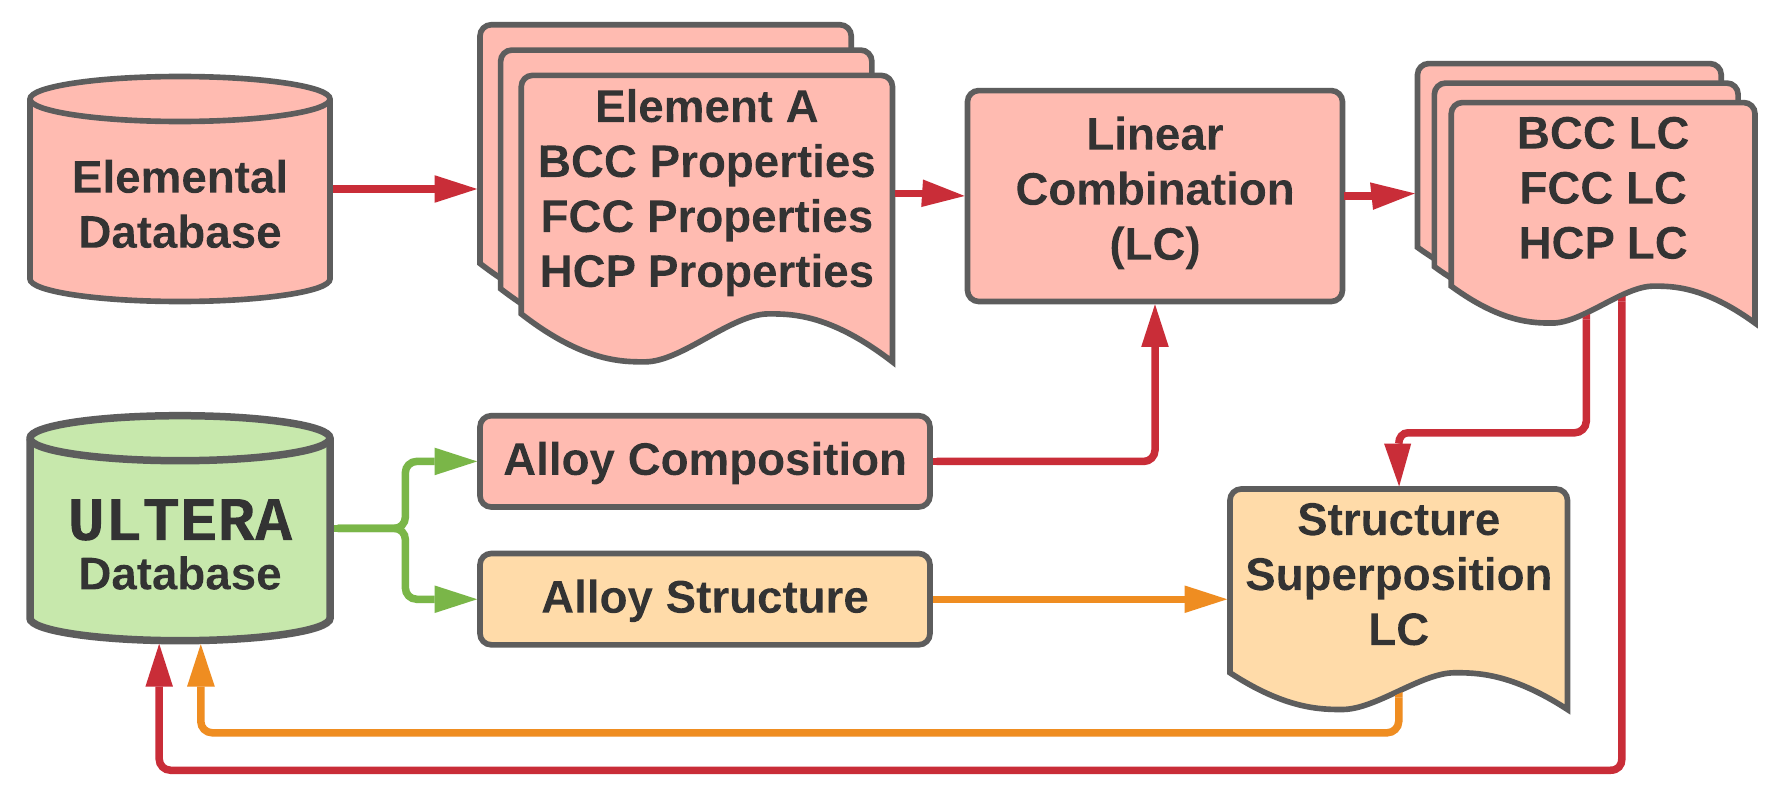 Elemental
Database
Element A
BCC Properties
FCC Properties
HCP Properties
Linear
Combination
(LC)
BCC LC
FCC LC
HCP LC
ULTERA
Database
Alloy Composition
Alloy Structure
Structure
Superposition
LC